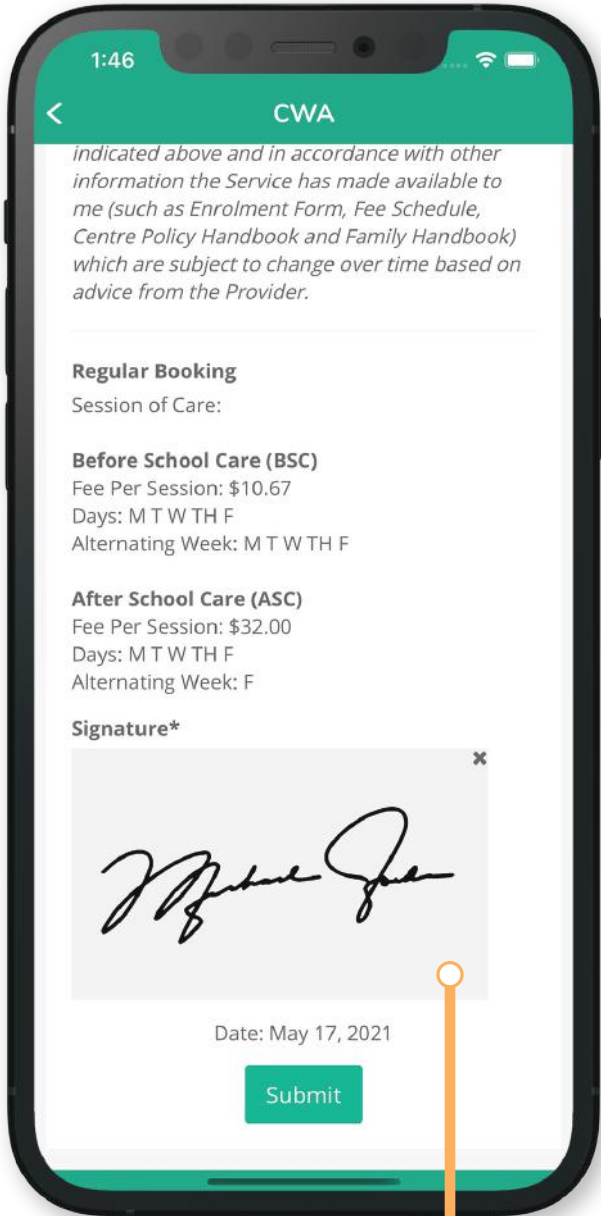 1:46
CWA
indicated above and in accordance with other
information the Service has made available to
me (such as Enrolment Form, Fee Schedule,
Centre Policy Handbook and Family Handbook)
which are subject to change over time based on
advice from the Provider.
Regular Booking
Session of Care:
Before School Care (BSC)
Fee Per Session: $10.67
Days: M T W TH F
Alternating Week: M T W TH F
After School Care (ASC)
Fee Per Session: $32.00
Days: M T W TH F
Alternating Week: F
Signature*
Date: May 17, 2021
Submit